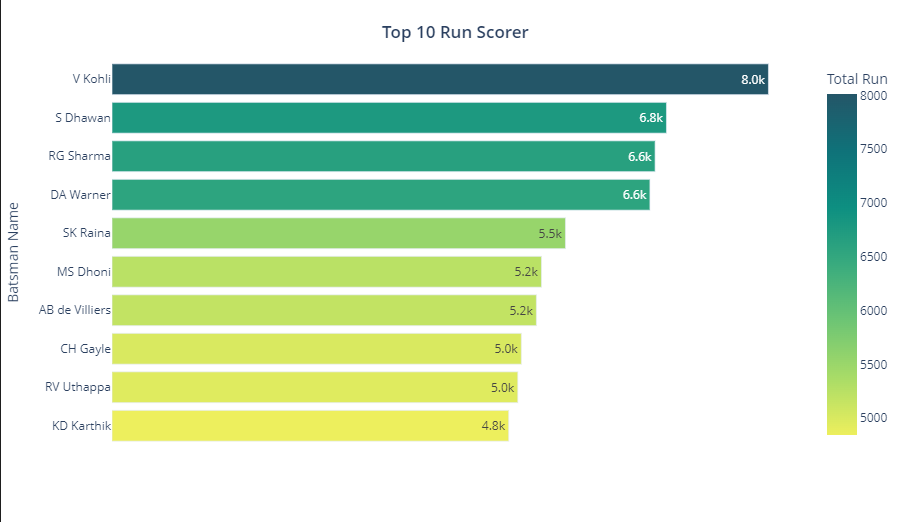 Top 10 Run Scorer
Batsman Name
V Kohli 8.0k
S Dhawan 6.8k
RG Sharma 6.6k
DA Warner 6.6k
SK Raina 5.5k
MS Dhoni 5.2k
AB de Villiers 5.2k
CH Gayle 5.0k
RV Uthappa 5.0k
KD Karthik 4.8k
Total Run
8000
7500
7000
6500
6000
5500
5000